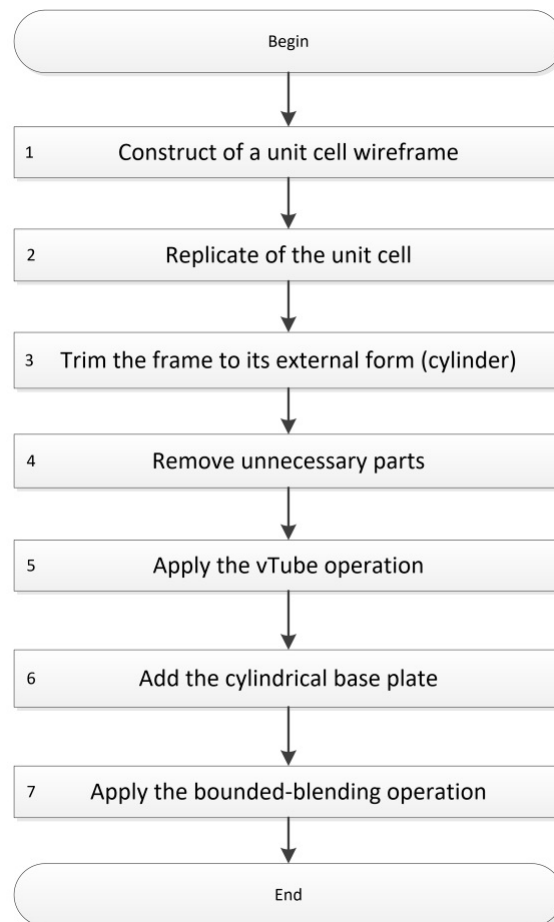 Begin
1 Construct of a unit cell wireframe
2 Replicate of the unit cell
3 Trim the frame to its external form (cylinder)
4 Remove unnecessary parts
5 Apply the vTube operation
6 Add the cylindrical base plate
7 Apply the bounded-blending operation
End